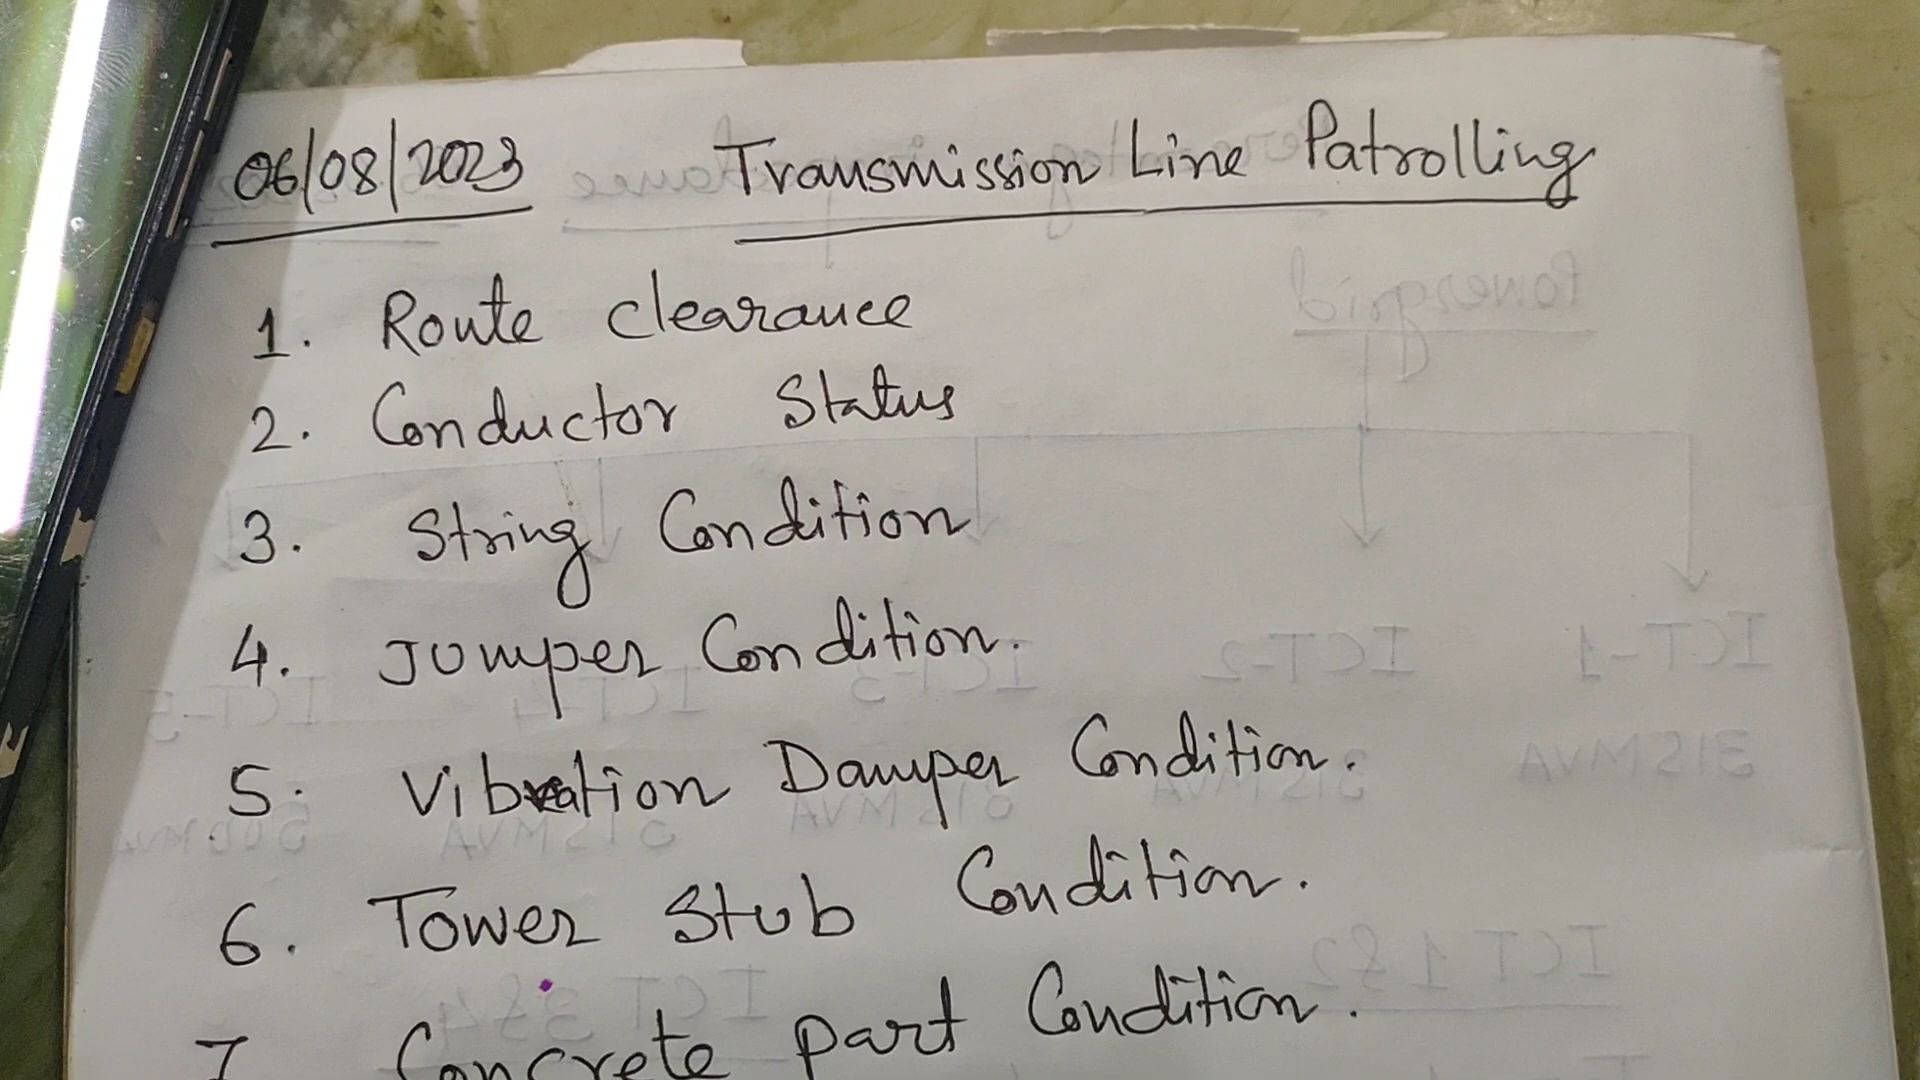 06/08/2023 Transmission Line Patrolling
1. Route clearance
2. Conductor Status
3. String Condition
4. Jumper Condition.
5. Vibration Damper Condition.
6. Tower Stub Condition.
7. Concrete part Condition.